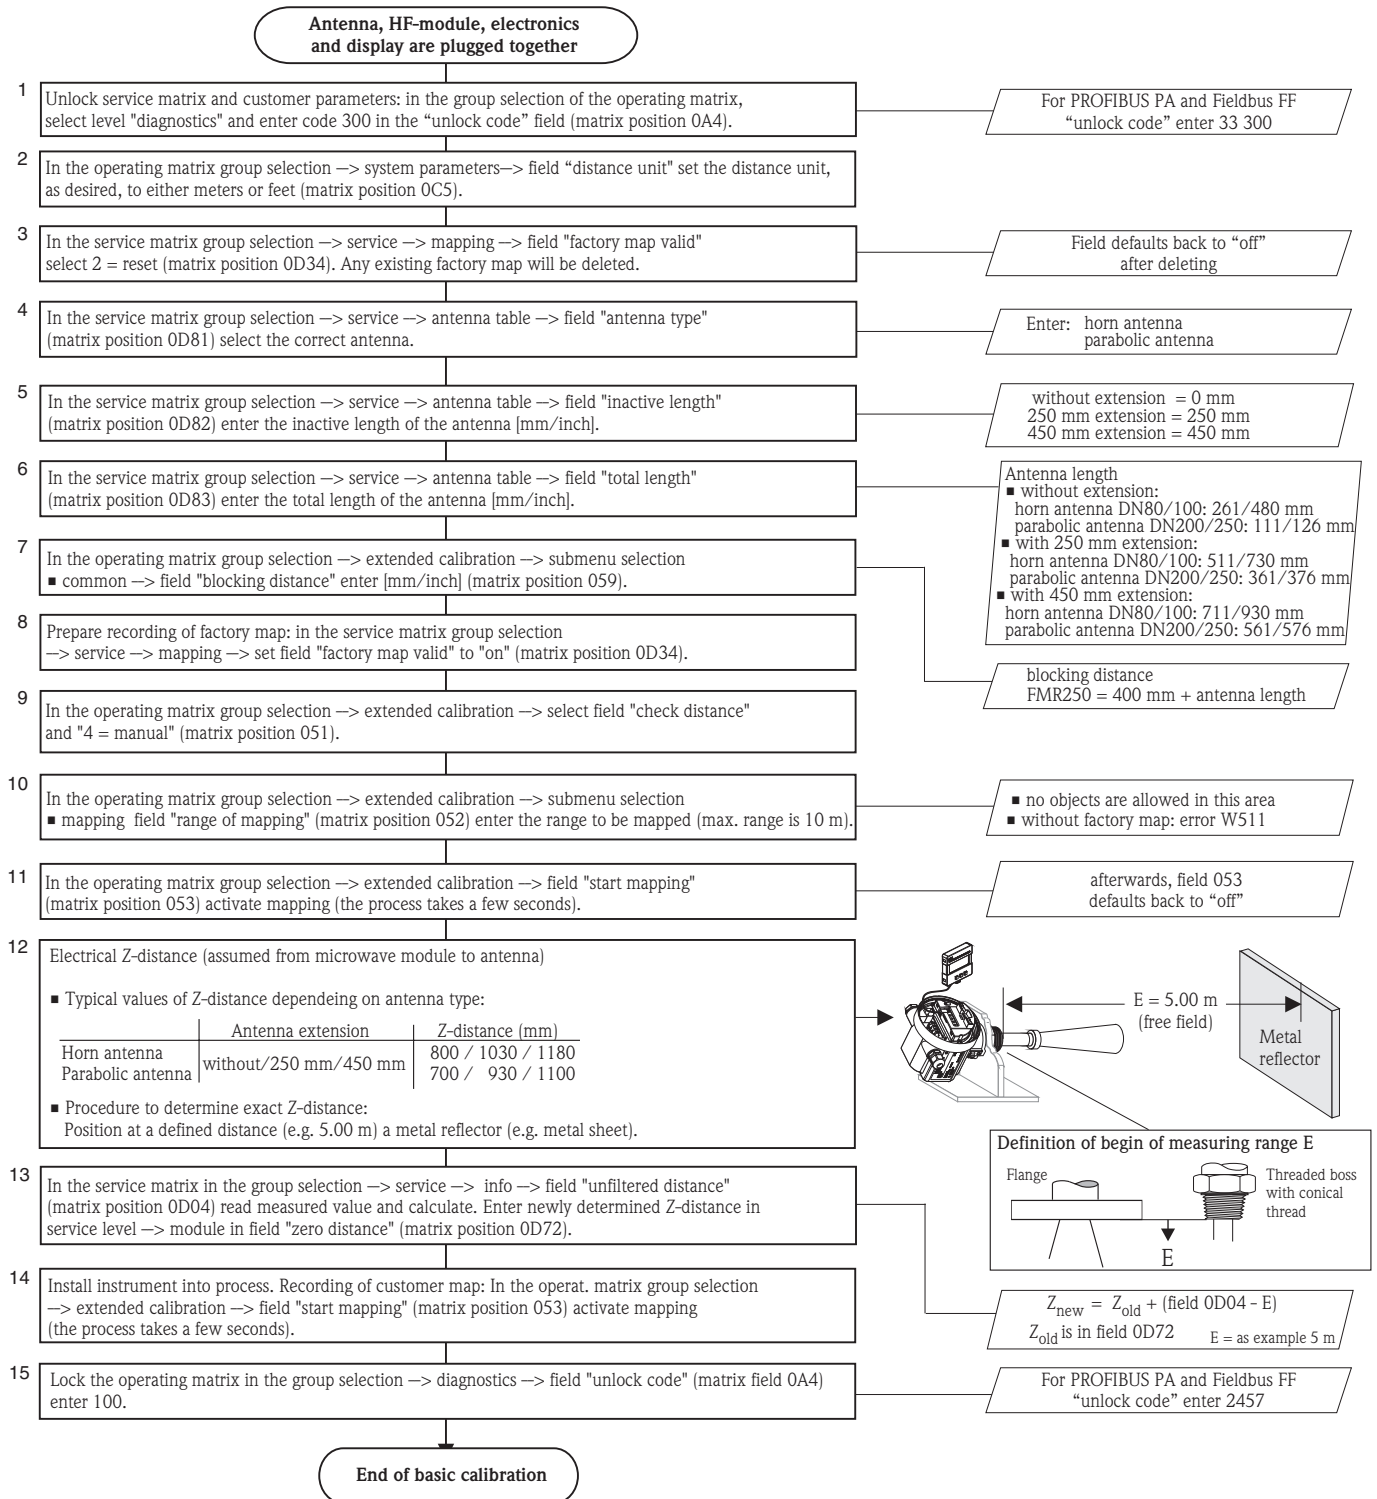 Antenna, HF-module, electronics
and display are plugged together
1
Unlock service matrix and customer parameters: in the group selection of the operating matrix,
select level "diagnostics" and enter code 300 in the “unlock code” field (matrix position 0A4).
For PROFIBUS PA and Fieldbus FF
“unlock code” enter 33 300
2
In the operating matrix group selection —> system parameters—> field “distance unit” set the distance unit,
as desired, to either meters or feet (matrix position 0C5).
3
In the service matrix group selection —> service —> mapping —> field "factory map valid"
select 2 = reset (matrix position 0D34). Any existing factory map will be deleted.
Field defaults back to “off”
after deleting
4
In the service matrix group selection —> service —> antenna table —> field "antenna type"
(matrix position 0D81) select the correct antenna.
Enter: horn antenna
parabolic antenna
5
In the service matrix group selection —> service —> antenna table —> field "inactive length"
(matrix position 0D82) enter the inactive length of the antenna [mm/inch].
without extension = 0 mm
250 mm extension = 250 mm
450 mm extension = 450 mm
6
In the service matrix group selection —> service —> antenna table —> field "total length"
(matrix position 0D83) enter the total length of the antenna [mm/inch].
Antenna length
■ without extension:
horn antenna DN80/100: 261/480 mm
parabolic antenna DN200/250: 111/126 mm
■ with 250 mm extension:
horn antenna DN80/100: 511/730 mm
parabolic antenna DN200/250: 361/376 mm
■ with 450 mm extension:
horn antenna DN80/100: 711/930 mm
parabolic antenna DN200/250: 561/576 mm
7
In the operating matrix group selection —> extended calibration —> submenu selection
■ common —> field "blocking distance" enter [mm/inch] (matrix position 059).
blocking distance
FMR250 = 400 mm + antenna length
8
Prepare recording of factory map: in the service matrix group selection
—> service —> mapping —> set field "factory map valid" to "on" (matrix position 0D34).
9
In the operating matrix group selection —> extended calibration —> select field "check distance"
and "4 = manual" (matrix position 051).
10
In the operating matrix group selection —> extended calibration —> submenu selection
■ mapping field "range of mapping" (matrix position 052) enter the range to be mapped (max. range is 10 m).
■ no objects are allowed in this area
■ without factory map: error W511
11
In the operating matrix group selection —> extended calibration —> field "start mapping"
(matrix position 053) activate mapping (the process takes a few seconds).
afterwards, field 053
defaults back to “off”
12
Electrical Z-distance (assumed from microwave module to antenna)
■ Typical values of Z-distance dependeing on antenna type:
Antenna extension Z-distance (mm)
Horn antenna 800 / 1030 / 1180
without/250 mm/450 mm
Parabolic antenna 700 / 930 / 1100
■ Procedure to determine exact Z-distance:
Position at a defined distance (e.g. 5.00 m) a metal reflector (e.g. metal sheet).
E = 5.00 m
(free field)
Metal
reflector
Definition of begin of measuring range E
Flange
Threaded boss
with conical
thread
E
13
In the service matrix in the group selection —> service —> info —> field "unfiltered distance"
(matrix position 0D04) read measured value and calculate. Enter newly determined Z-distance in
service level —> module in field "zero distance" (matrix position 0D72).
Znew = Zold + (field 0D04 - E)
Zold is in field 0D72 E = as example 5 m
14
Install instrument into process. Recording of customer map: In the operat. matrix group selection
—> extended calibration —> field "start mapping" (matrix position 053) activate mapping
(the process takes a few seconds).
15
Lock the operating matrix in the group selection —> diagnostics —> field "unlock code" (matrix field 0A4)
enter 100.
For PROFIBUS PA and Fieldbus FF
“unlock code” enter 2457
End of basic calibration